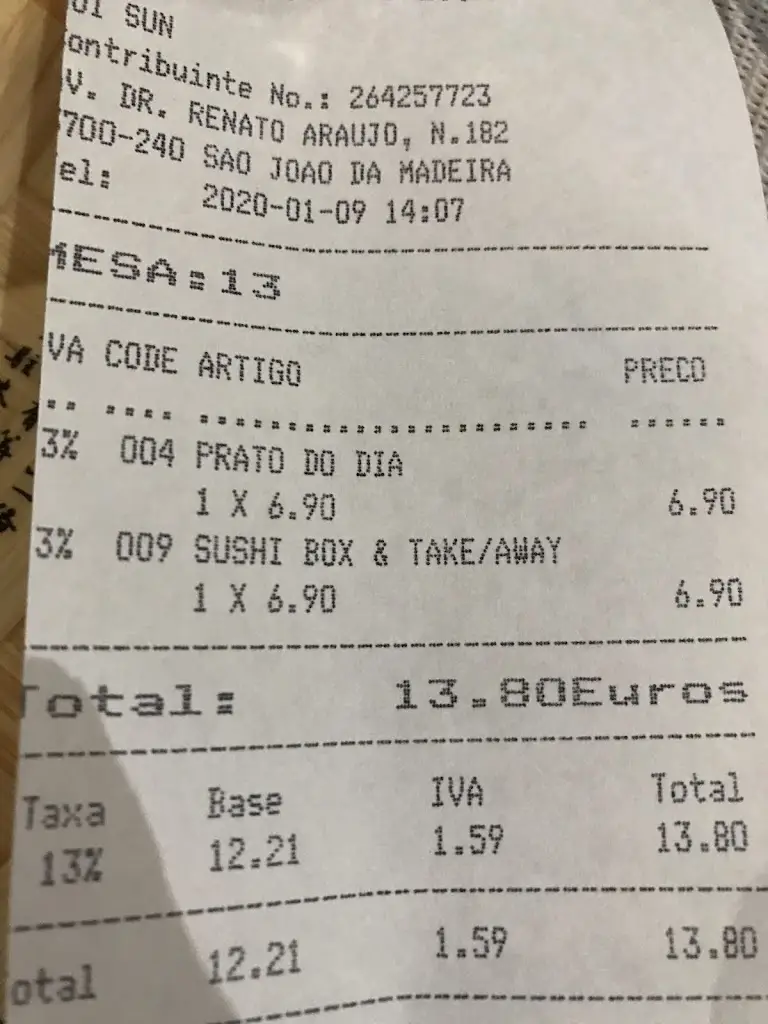 UI SUN
ontribuinte No.: 264257723
V. DR. RENATO ARAUJO, N.182
700-240 SAO JOAO DA MADEIRA
el:
2020-01-09 14:07
MESA:13
VA CODE ARTIGO PRECO
3% 004 PRATO DO DIA
1 X 6.90 6.90
3% 009 SUSHI BOX & TAKE/AWAY
1 X 6.90 6.90
Total: 13.80Euros
Taxa Base IVA Total
13% 12.21 1.59 13.80
otal 12.21 1.59 13.80